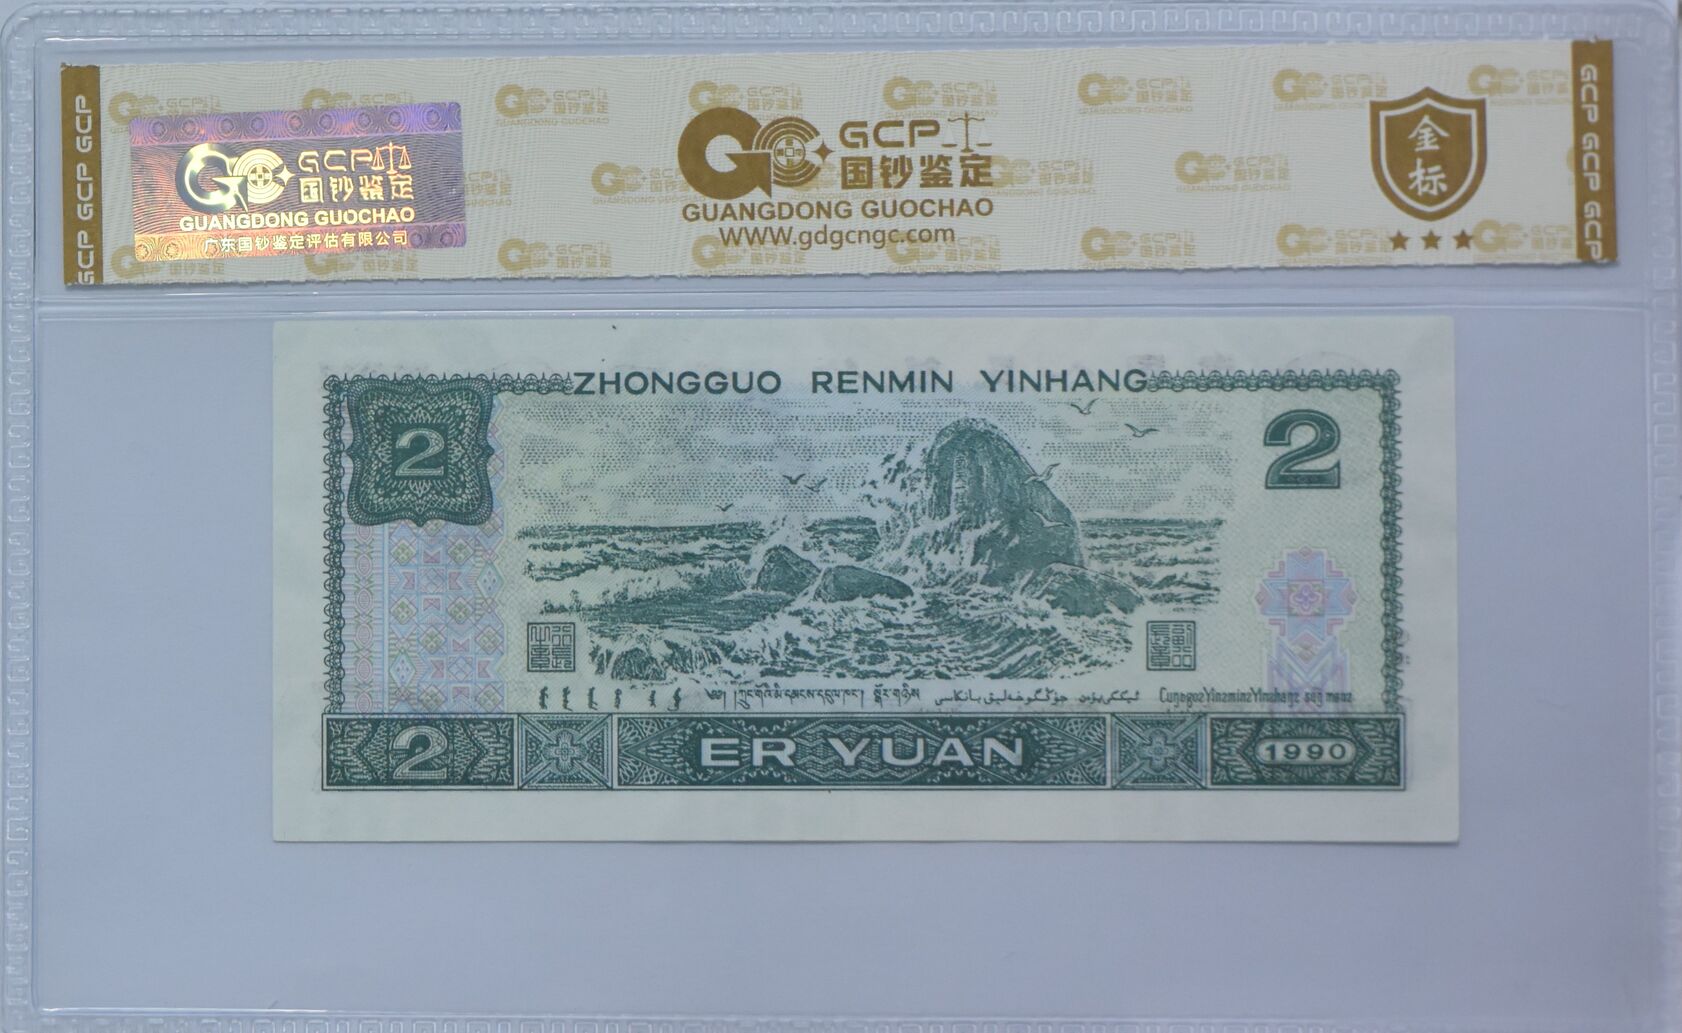 GCP GCP GCP GCP
GCP
国钞鉴定
GUANGDONG GUOCHAO
广东国钞鉴定评估有限公司
GCP
国钞鉴定
GUANGDONG GUOCHAO
WWW.gdgcngc.com
金标
GCP GCP GCP GCP
ZHONGGUO RENMIN YINHANG
2
2
2 ER YUAN 1990